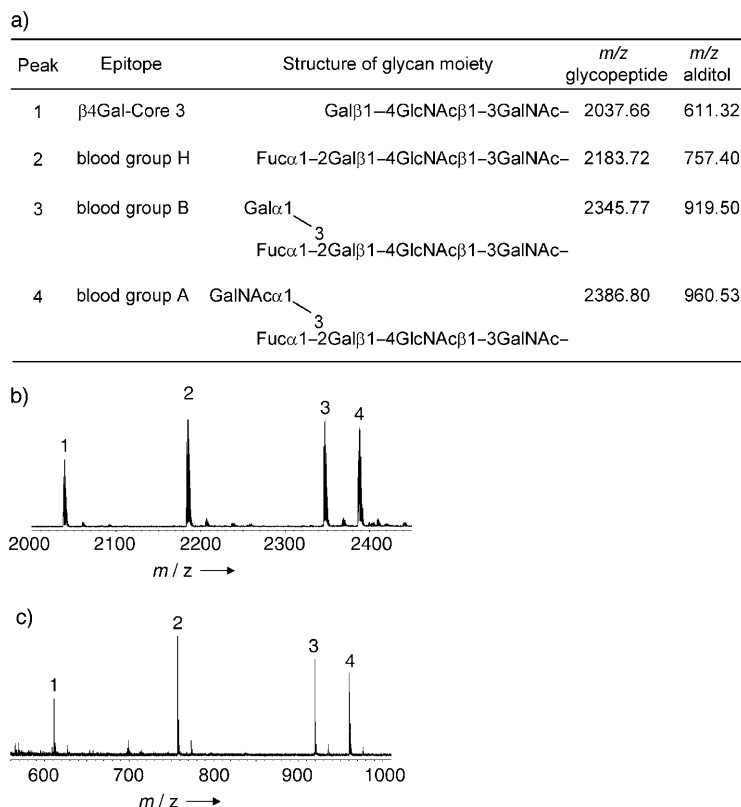 a)
Peak Epitope Structure of glycan moiety m/z glycopeptide m/z alditol
1 β4Gal-Core 3 Galβ1–4GlcNAcβ1–3GalNAc– 2037.66 611.32
2 blood group H Fucα1–2Galβ1–4GlcNAcβ1–3GalNAc– 2183.72 757.40
3 blood group B Galα1 2345.77 919.50
3
Fucα1–2Galβ1–4GlcNAcβ1–3GalNAc–
4 blood group A GalNAcα1 2386.80 960.53
3
Fucα1–2Galβ1–4GlcNAcβ1–3GalNAc–
b)
1 2 3 4
2000 2100 2200 2300 2400
m / z
c)
1 2 3 4
600 700 800 900 1000
m / z